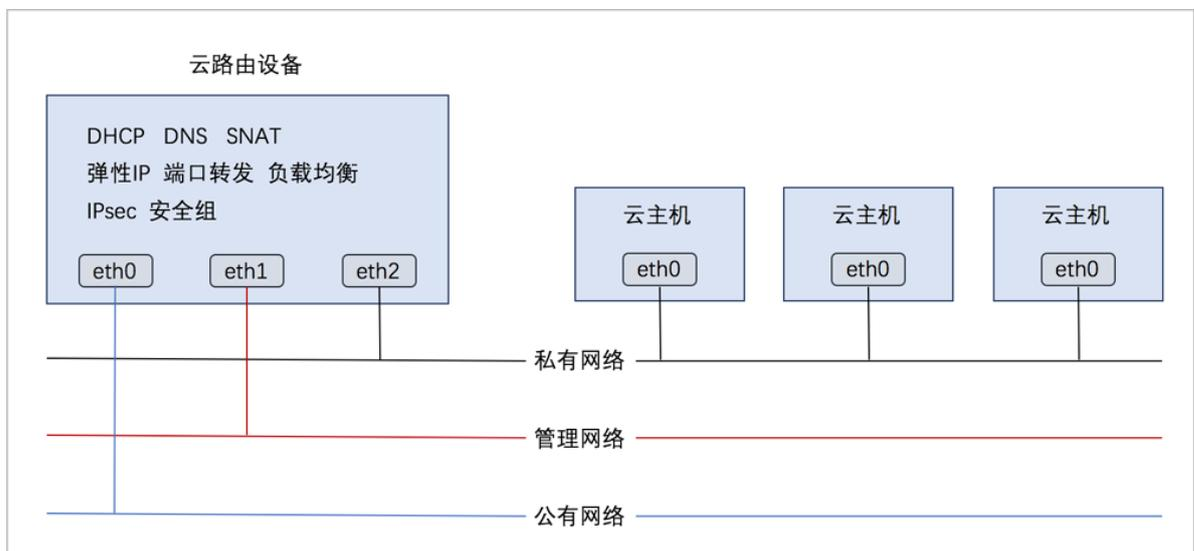 云路由设备
DHCP DNS SNAT
弹性IP 端口转发 负载均衡
IPsec 安全组
eth0 eth1 eth2
云主机 云主机 云主机
eth0 eth0 eth0
私有网络
管理网络
公有网络